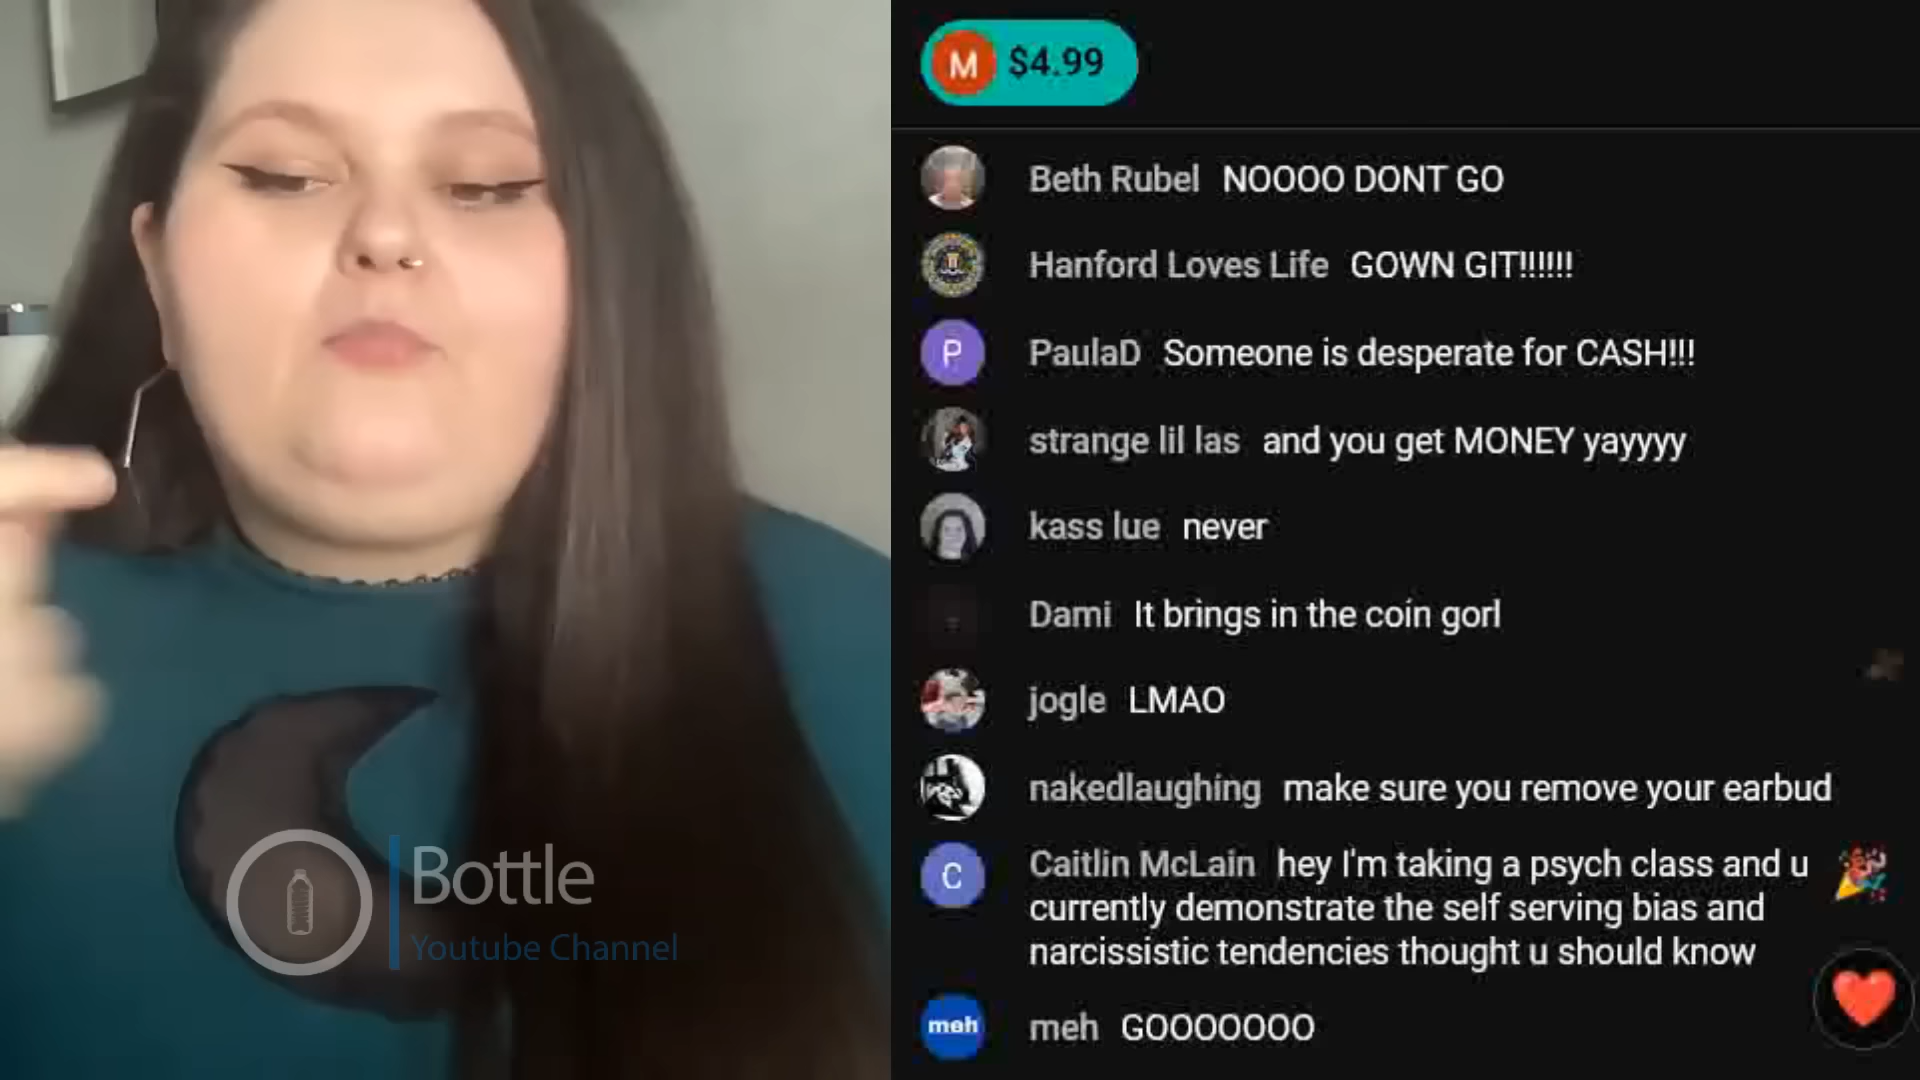 M $4.99
Beth Rubel NOOOO DONT GO
Hanford Loves Life GOWN GIT!!!!!!
P PaulaD Someone is desperate for CASH!!!
strange lil las and you get MONEY yayyyy
kass lue never
Dami It brings in the coin gorl
jogle LMAO
nakedlaughing make sure you remove your earbud
C Caitlin McLain hey I'm taking a psych class and u
currently demonstrate the self serving bias and
narcissistic tendencies thought u should know
meh meh GOOOOOOO
Bottle
Youtube Channel